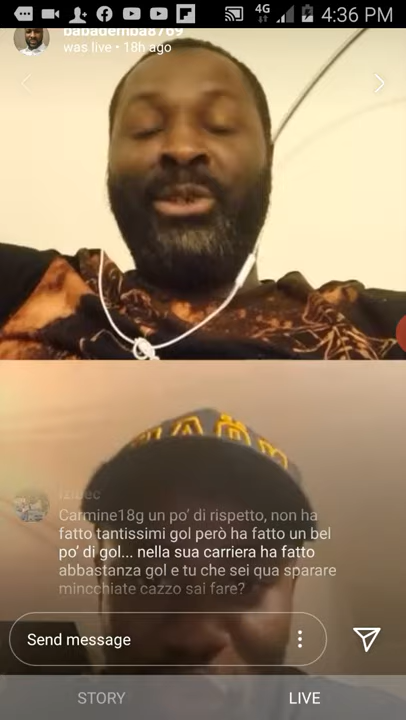 4G
4:36 PM
babademba8769
was live • 18h ago
izibec
Carmine18g un po' di rispetto, non ha
fatto tantissimi gol però ha fatto un bel
po' di gol... nella sua carriera ha fatto
abbastanza gol e tu che sei qua sparare
mincchiate cazzo sai fare?
Send message
STORY
LIVE